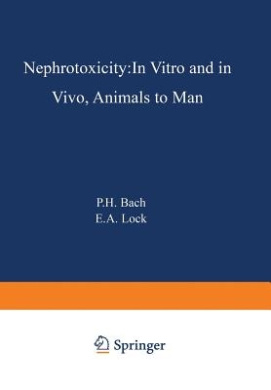 Nephrotoxicity:In Vitro and in
Vivo, Animals to Man
P.H. Bach
E.A. Lock
Springer